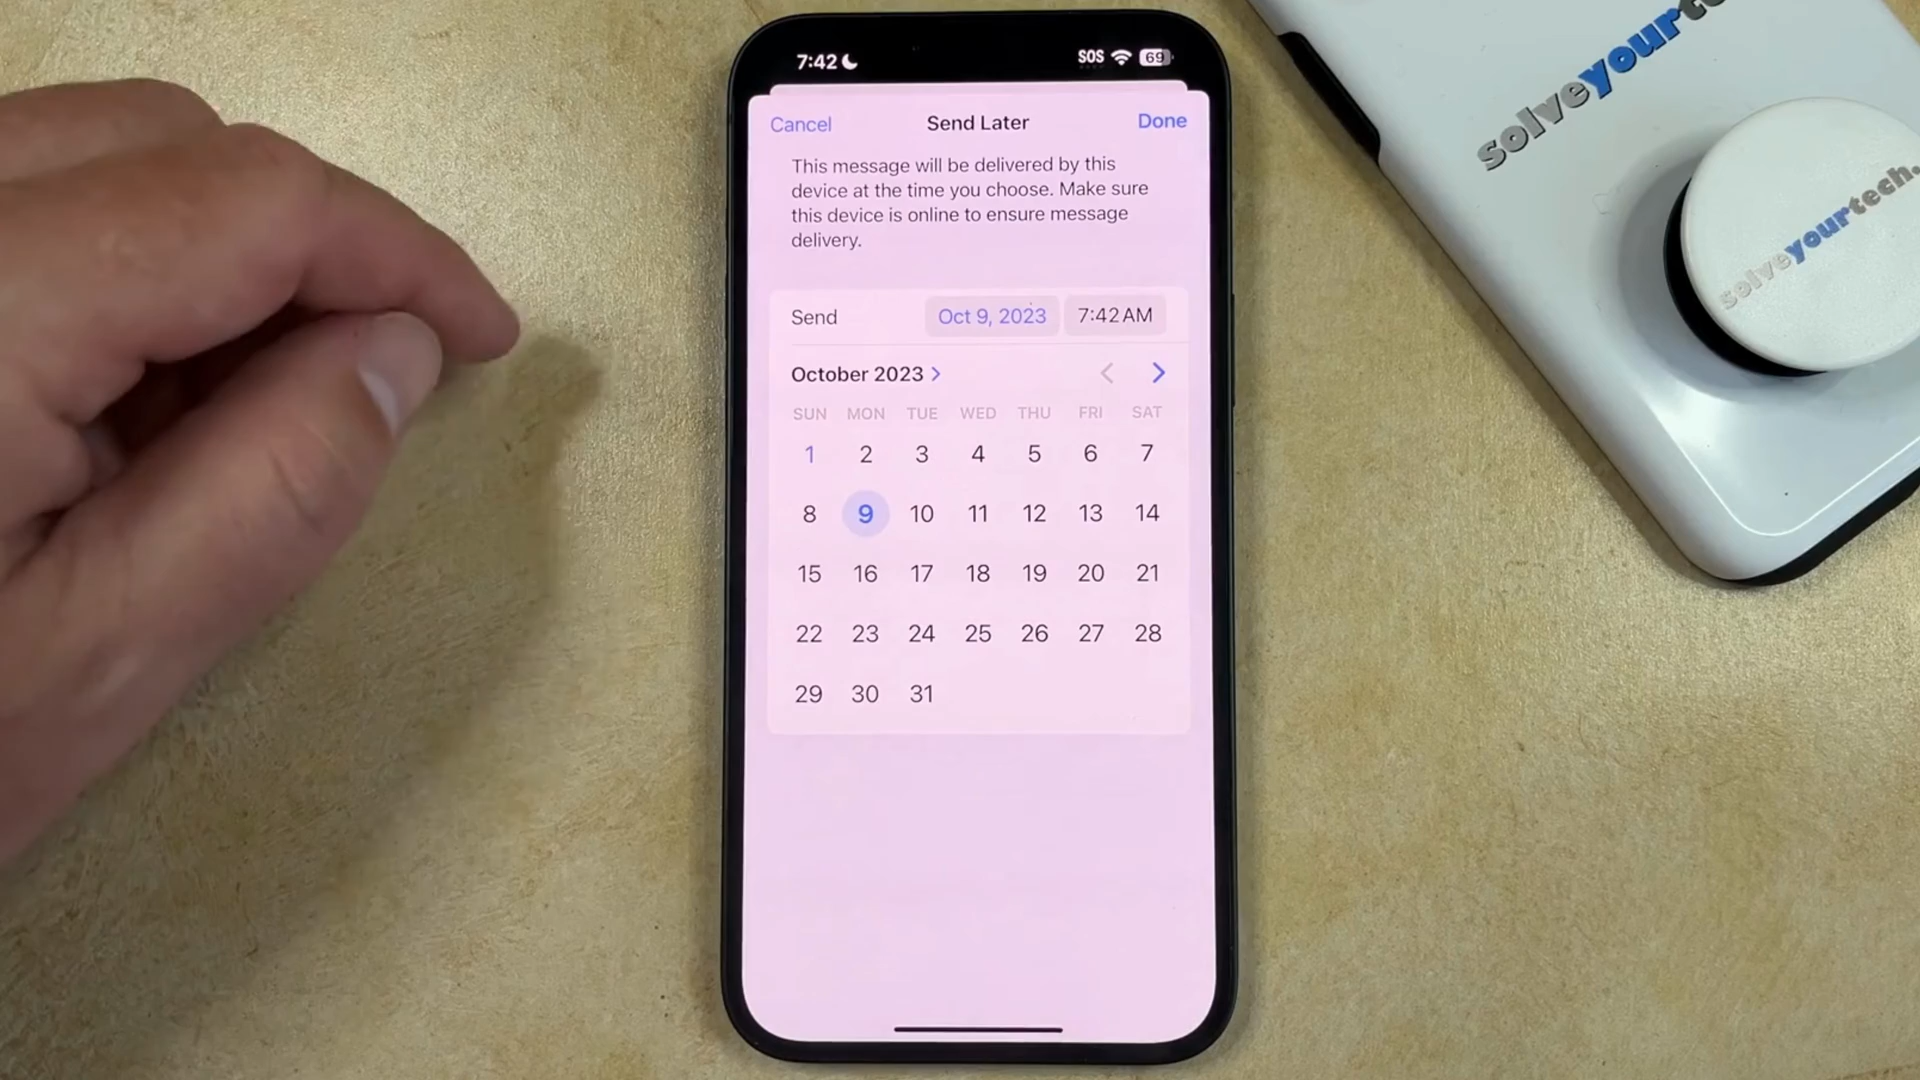 7:42
SOS 69
Cancel Send Later Done
This message will be delivered by this
device at the time you choose. Make sure
this device is online to ensure message
delivery.
Send Oct 9, 2023 7:42 AM
October 2023
SUN MON TUE WED THU FRI SAT
1 2 3 4 5 6 7
8 9 10 11 12 13 14
15 16 17 18 19 20 21
22 23 24 25 26 27 28
29 30 31
solveyourte
solveyourtech.